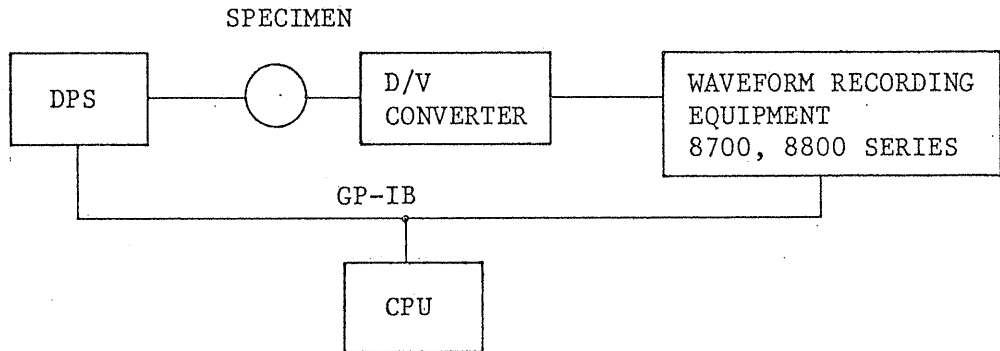 SPECIMEN
DPS
D/V
CONVERTER
WAVEFORM RECORDING
EQUIPMENT
8700, 8800 SERIES
GP-IB
CPU